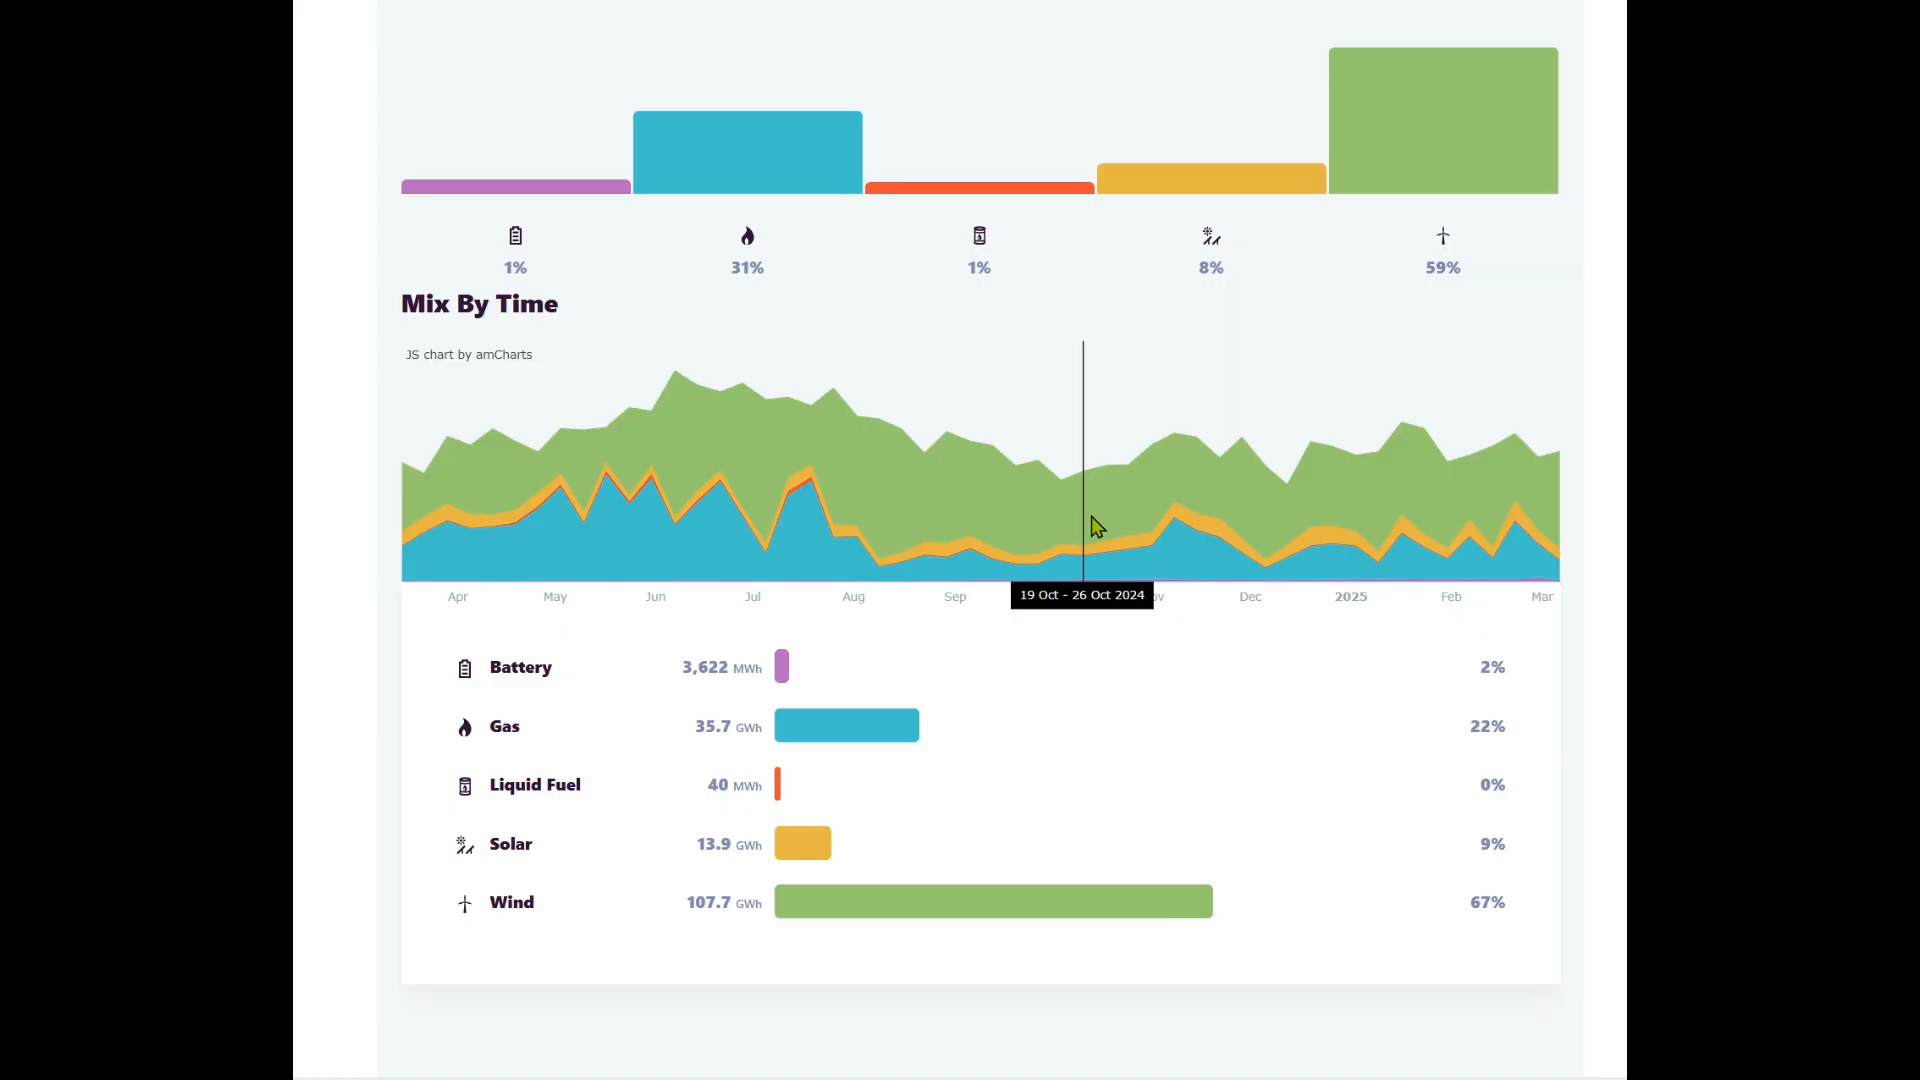 1% 31% 1% 8% 59%
Mix By Time
JS chart by amCharts
Apr May Jun Jul Aug Sep 19 Oct - 26 Oct 2024 ov Dec 2025 Feb Mar
Battery 3,622 MWh 2%
Gas 35.7 GWh 22%
Liquid Fuel 40 MWh 0%
Solar 13.9 GWh 9%
Wind 107.7 GWh 67%